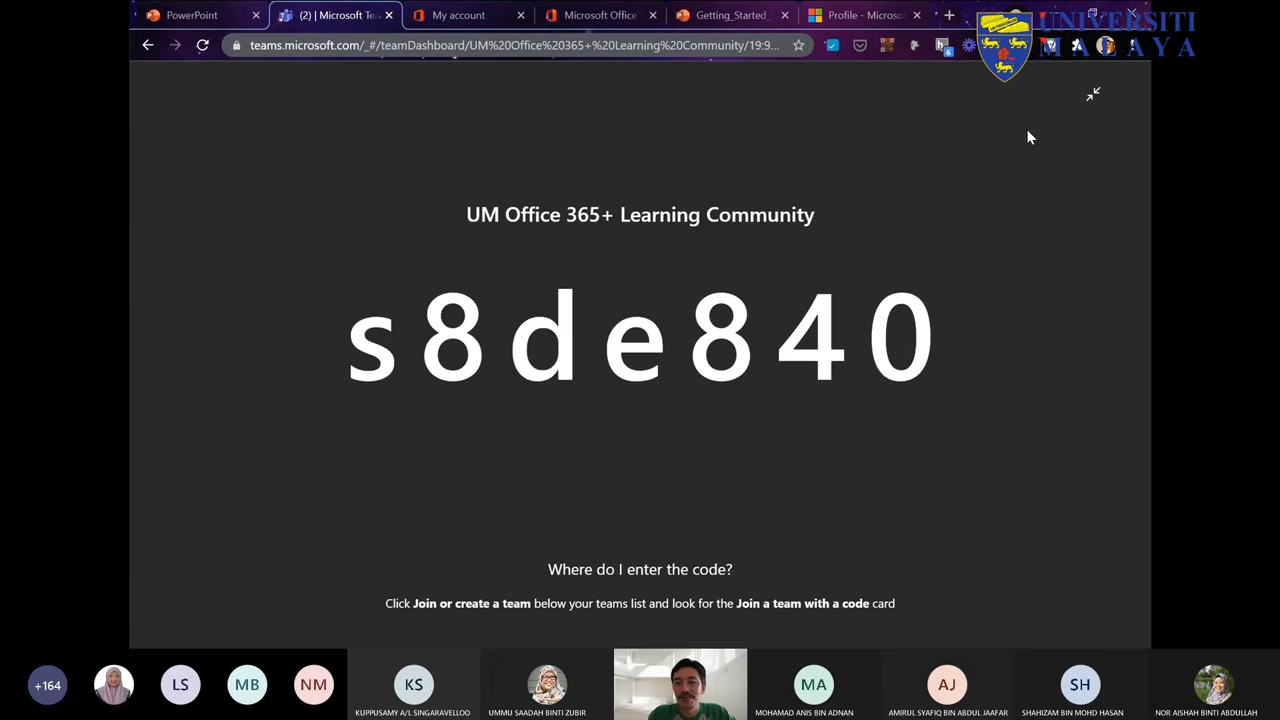 PowerPoint
(2) | Microsoft Te
My account
Microsoft Office
Getting_Started_
Profile - Microso
UNIVERSITI
MALAYA
teams.microsoft.com/_#/teamDashboard/UM%20Office%20365+%20Learning%20Community/19:9...
6
UM Office 365+ Learning Community
s8de840
Where do I enter the code?
Click Join or create a team below your teams list and look for the Join a team with a code card
+164
LS
MB
NM
KS
MA
AJ
SH
KUPPUSAMY A/L SINGARAVELLOO
UMMU SAADAH BINTI ZUBIR
MOHAMAD ANIS BIN ADNAN
AMIRUL SYAFIQ BIN ABDUL JAAFAR
SHAHIZAM BIN MOHD HASAN
NOR AISHAH BINTI ABDULLAH